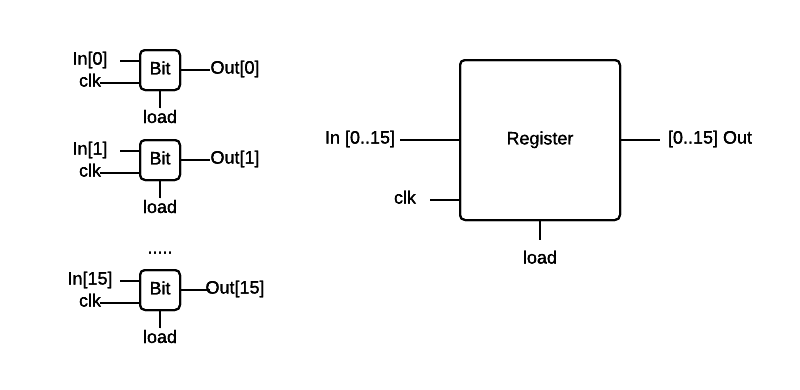 In[0]
clk
Bit
Out[0]
load
In[1]
clk
Bit
Out[1]
load
.....
In[15]
clk
Bit
Out[15]
load
In [0..15]
clk
Register
[0..15] Out
load